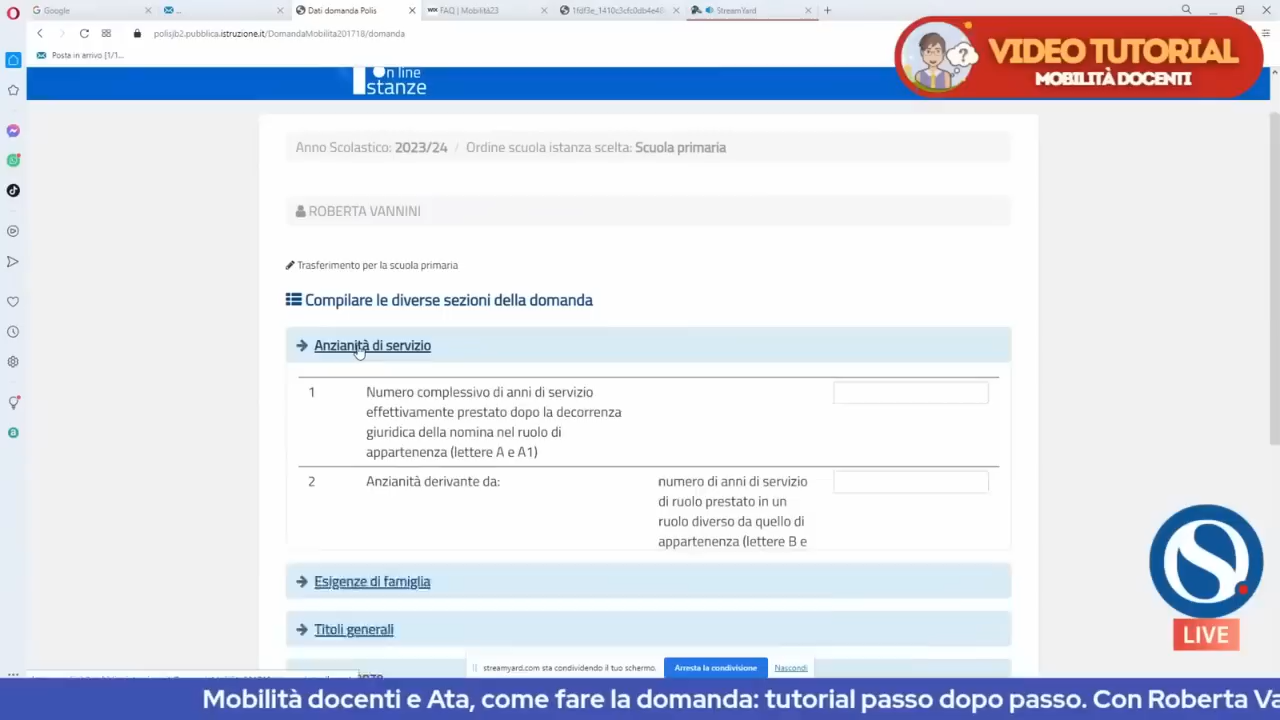 Google
...
Dati domanda Polis
FAQ | Mobilità23
StreamYard
polisjb2.pubblica.istruzione.it/DomandaMobilita201718/domanda
Posta in arrivo [1/1...
VIDEO TUTORIAL
MOBILITÀ DOCENTI
on line
Istanze
Anno Scolastico: 2023/24 / Ordine scuola istanza scelta: Scuola primaria
ROBERTA VANNINI
Trasferimento per la scuola primaria
Compilare le diverse sezioni della domanda
Anzianità di servizio
1 Numero complessivo di anni di servizio
effettivamente prestato dopo la decorrenza
giuridica della nomina nel ruolo di
appartenenza (lettere A e A1)
2 Anzianità derivante da: numero di anni di servizio
di ruolo prestato in un
ruolo diverso da quello di
appartenenza (lettere B e
Esigenze di famiglia
Titoli generali
streamyard.com sta condividendo il tuo schermo.
Arresta la condivisione
Nascondi
S
LIVE
Mobilità docenti e Ata, come fare la domanda: tutorial passo dopo passo. Con Roberta Va